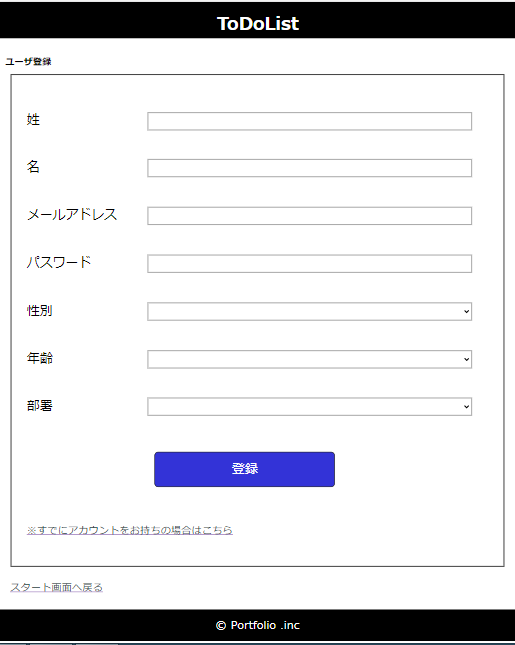 ToDoList
ユーザ登録
姓
名
メールアドレス
パスワード
性別
年齢
部署
登録
※すでにアカウントをお持ちの場合はこちら
スタート画面へ戻る
© Portfolio .inc